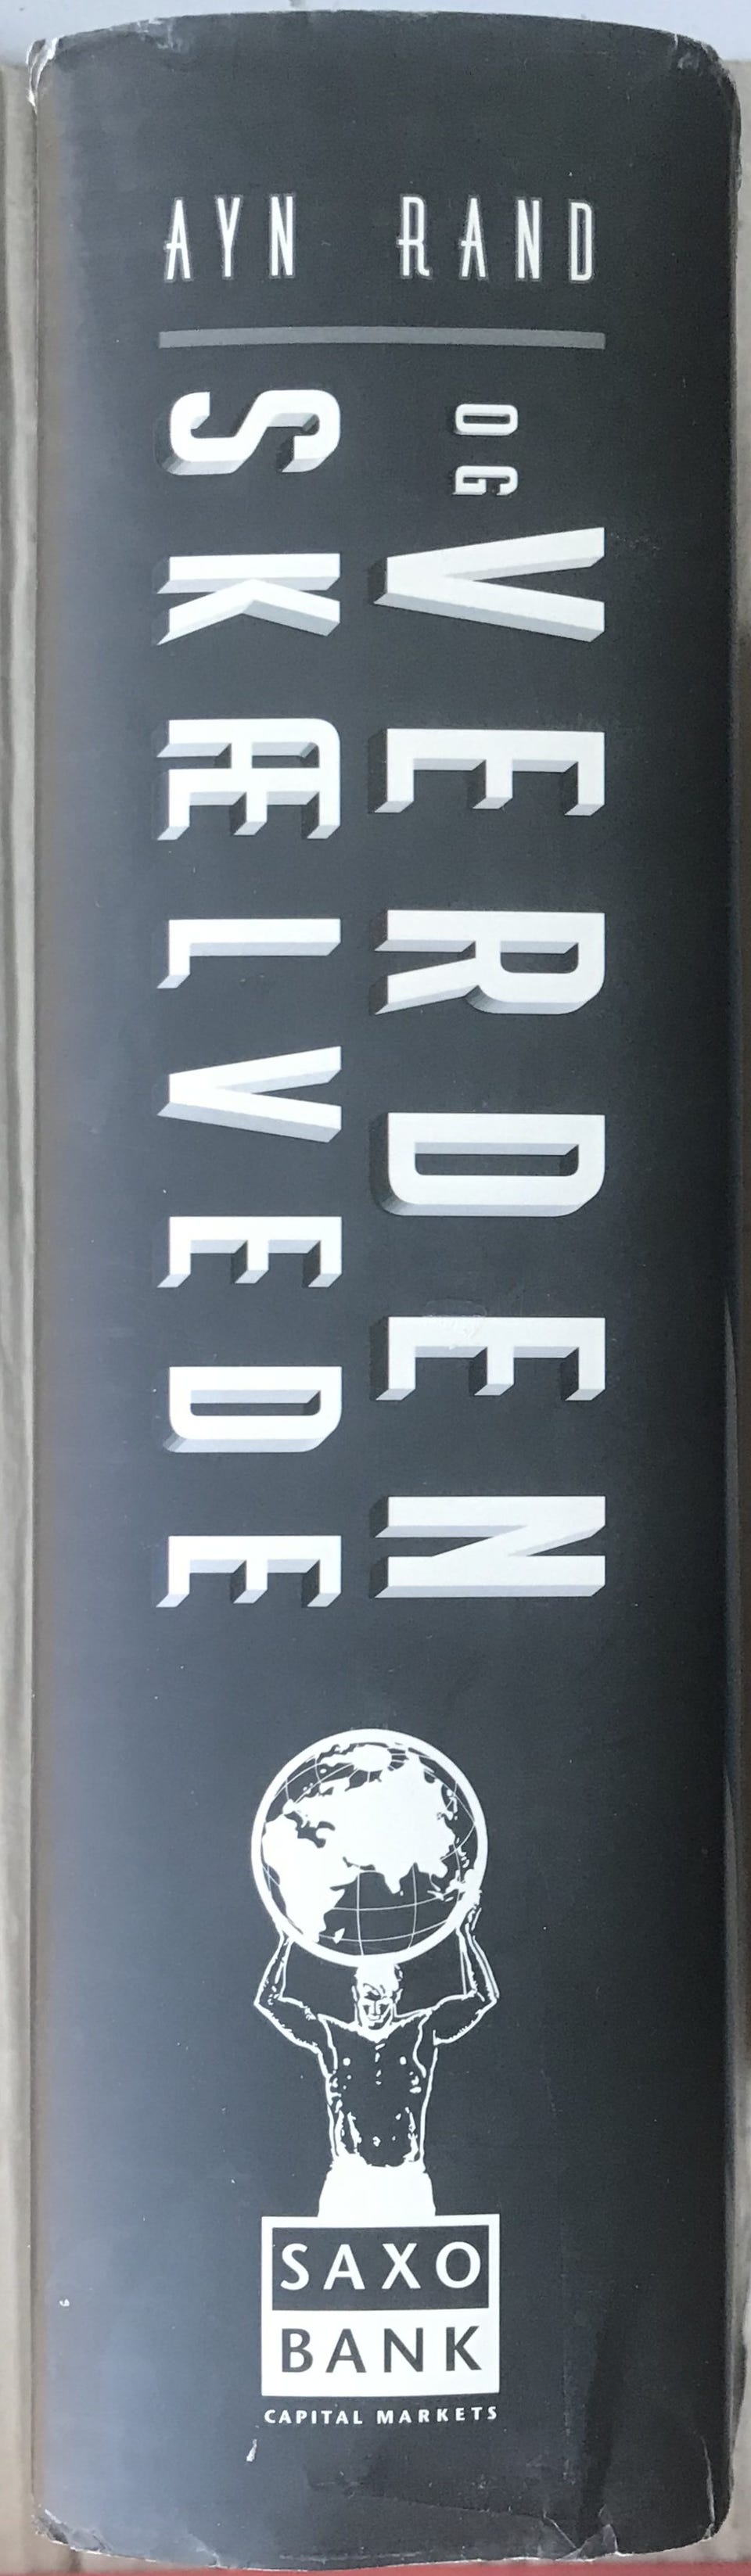 AYN RAND
OG VERDEN
SKÆLVEDE
SAXO
BANK
CAPITAL MARKETS